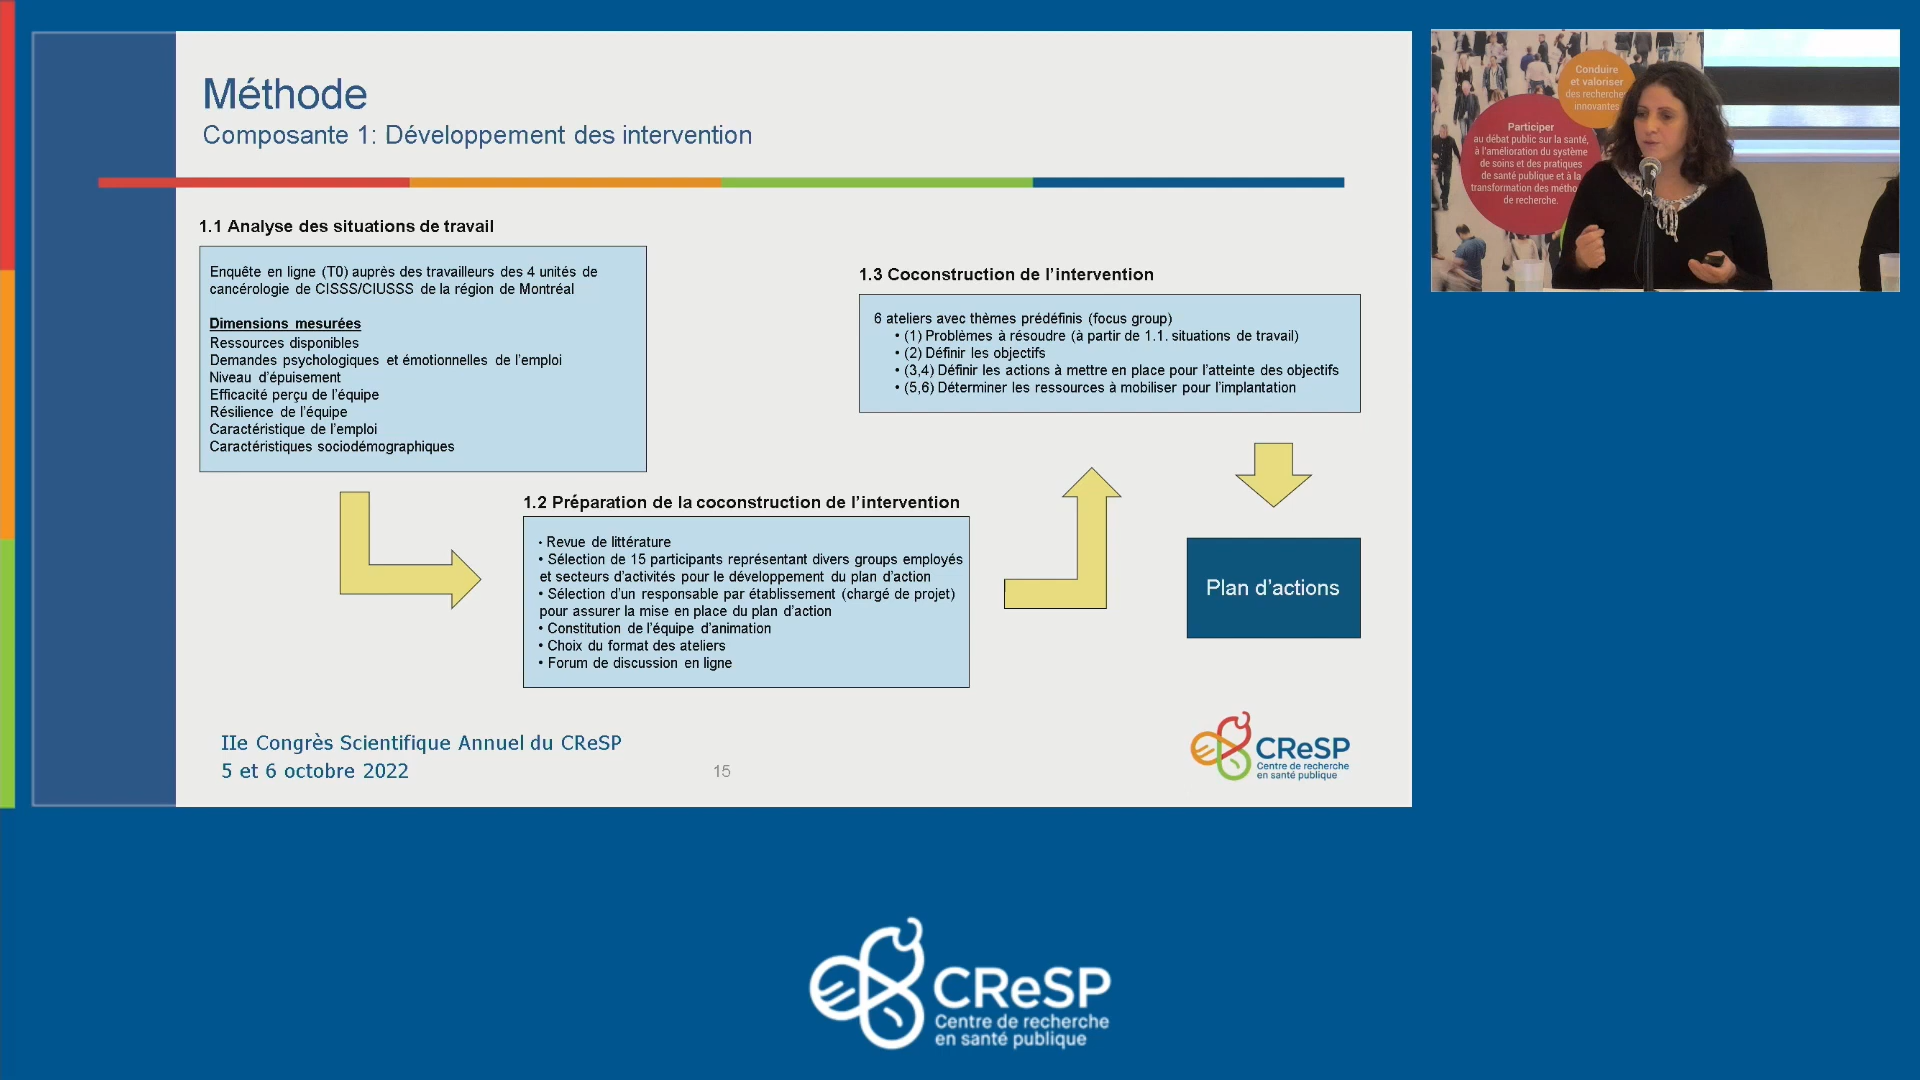 Méthode
Composante 1: Développement des intervention
1.1 Analyse des situations de travail
Enquête en ligne (T0) auprès des travailleurs des 4 unités de
cancérologie de CISSS/CIUSSS de la région de Montréal
Dimensions mesurées
Ressources disponibles
Demandes psychologiques et émotionnelles de l'emploi
Niveau d'épuisement
Efficacité perçu de l'équipe
Résilience de l'équipe
Caractéristique de l'emploi
Caractéristiques sociodémographiques
1.2 Préparation de la coconstruction de l'intervention
• Revue de littérature
• Sélection de 15 participants représentant divers groups employés
et secteurs d'activités pour le développement du plan d'action
• Sélection d'un responsable par établissement (chargé de projet)
pour assurer la mise en place du plan d'action
• Constitution de l'équipe d'animation
• Choix du format des ateliers
• Forum de discussion en ligne
1.3 Coconstruction de l'intervention
6 ateliers avec thèmes prédéfinis (focus group)
• (1) Problèmes à résoudre (à partir de 1.1. situations de travail)
• (2) Définir les objectifs
• (3,4) Définir les actions à mettre en place pour l'atteinte des objectifs
• (5,6) Déterminer les ressources à mobiliser pour l'implantation
Plan d'actions
IIe Congrès Scientifique Annuel du CReSP
5 et 6 octobre 2022
15
CReSP
Centre de recherche
en santé publique
Conduire
et valoriser
des recherche
innovantes
Participer
au débat public sur la santé,
à l'amélioration du système
de soins et des pratiques
de santé publique et à la
transformation des métho
de recherche.
CReSP
Centre de recherche
en santé publique